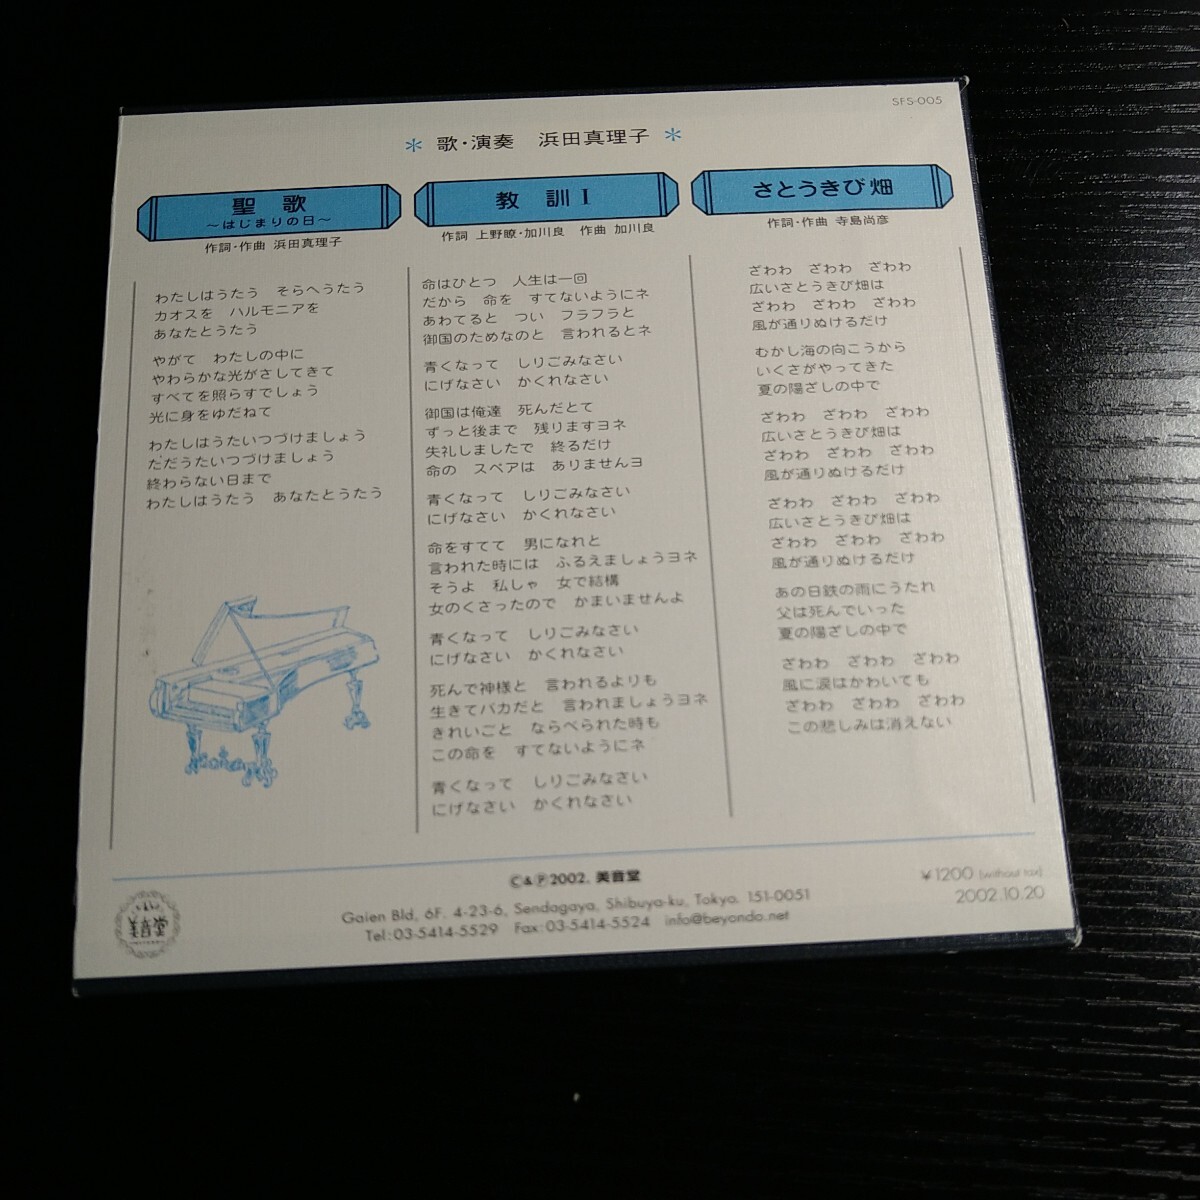 SFS-005
＊ 歌・演奏　浜田真理子 ＊
聖　歌
～はじまりの日～
作詞・作曲 浜田真理子
わたしはうたう　そらへうたう
カオスを　ハルモニアを
あなたとうたう
やがて　わたしの中に
やわらかな光がさしてきて
すべてを照らすでしょう
光に身をゆだねて
わたしはうたいつづけましょう
ただうたいつづけましょう
終わらない日まで
わたしはうたう　あなたとうたう
教　訓 I
作詞 上野瞭・加川良　作曲 加川良
命はひとつ　人生は一回
だから　命を　すてないようにネ
あわてると　つい　フラフラと
御国のためなのと　言われるとネ
青くなって　しりごみなさい
にげなさい　かくれなさい
御国は俺達　死んだとて
ずっと後まで　残りますヨネ
失礼しましたで　終るだけ
命の　スペアは　ありませんヨ
青くなって　しりごみなさい
にげなさい　かくれなさい
命をすてて　男になれと
言われた時には　ふるえましょうヨネ
そうよ　私しゃ　女で結構
女のくさったので　かまいませんよ
青くなって　しりごみなさい
にげなさい　かくれなさい
死んで神様と　言われるよりも
生きてバカだと　言われましょうヨネ
きれいごと　ならべられた時も
この命を　すてないようにネ
青くなって　しりごみなさい
にげなさい　かくれなさい
さとうきび畑
作詞・作曲 寺島尚彦
ざわわ　ざわわ　ざわわ
広いさとうきび畑は
ざわわ　ざわわ　ざわわ
風が通りぬけるだけ
むかし海の向こうから
いくさがやってきた
夏の陽ざしの中で
ざわわ　ざわわ　ざわわ
広いさとうきび畑は
ざわわ　ざわわ　ざわわ
風が通りぬけるだけ
ざわわ　ざわわ　ざわわ
広いさとうきび畑は
ざわわ　ざわわ　ざわわ
風が通りぬけるだけ
あの日鉄の雨にうたれ
父は死んでいった
夏の陽ざしの中で
ざわわ　ざわわ　ざわわ
風に涙はかわいても
ざわわ　ざわわ　ざわわ
この悲しみは消えない
美音堂
©&℗2002. 美音堂
Gaien Bld, 6F. 4-23-6, Sendagaya, Shibuya-ku, Tokyo. 151-0051
Tel:03-5414-5529　Fax:03-5414-5524　info@beyondo.net
¥1200 (without tax)
2002.10.20